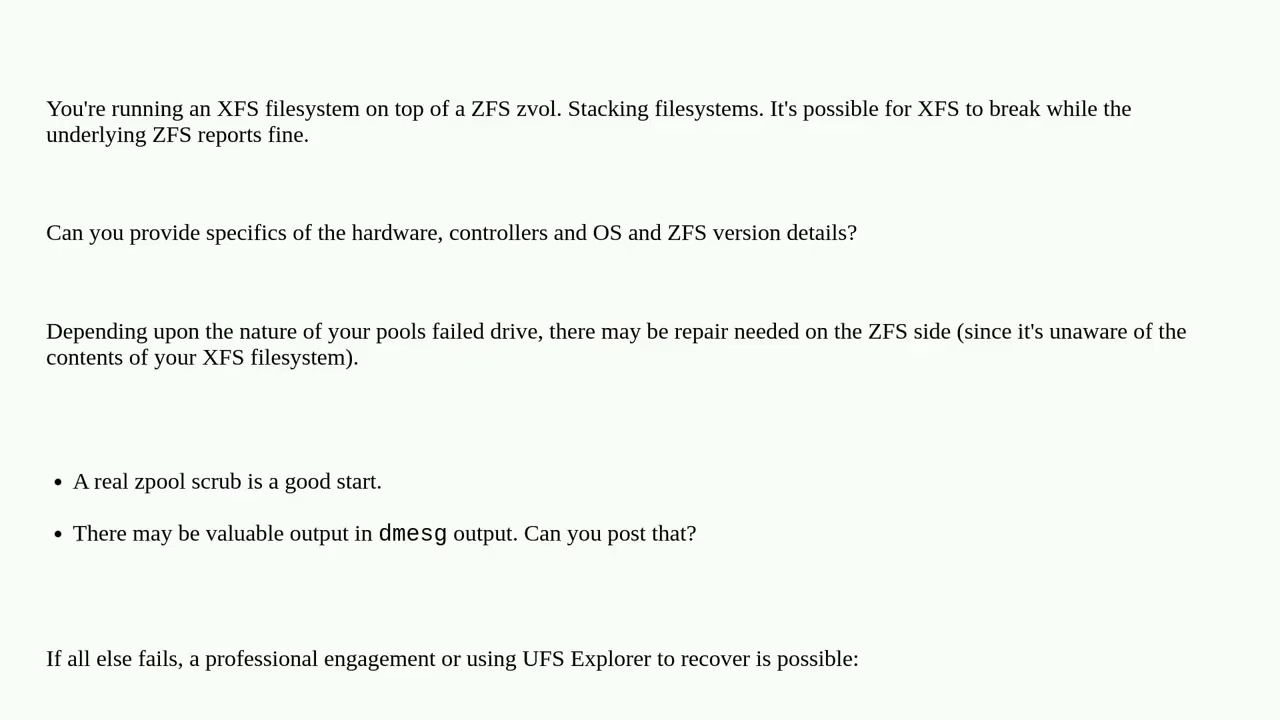 You're running an XFS filesystem on top of a ZFS zvol. Stacking filesystems. It's possible for XFS to break while the
underlying ZFS reports fine.
Can you provide specifics of the hardware, controllers and OS and ZFS version details?
Depending upon the nature of your pools failed drive, there may be repair needed on the ZFS side (since it's unaware of the
contents of your XFS filesystem).
• A real zpool scrub is a good start.
• There may be valuable output in dmesg output. Can you post that?
If all else fails, a professional engagement or using UFS Explorer to recover is possible: